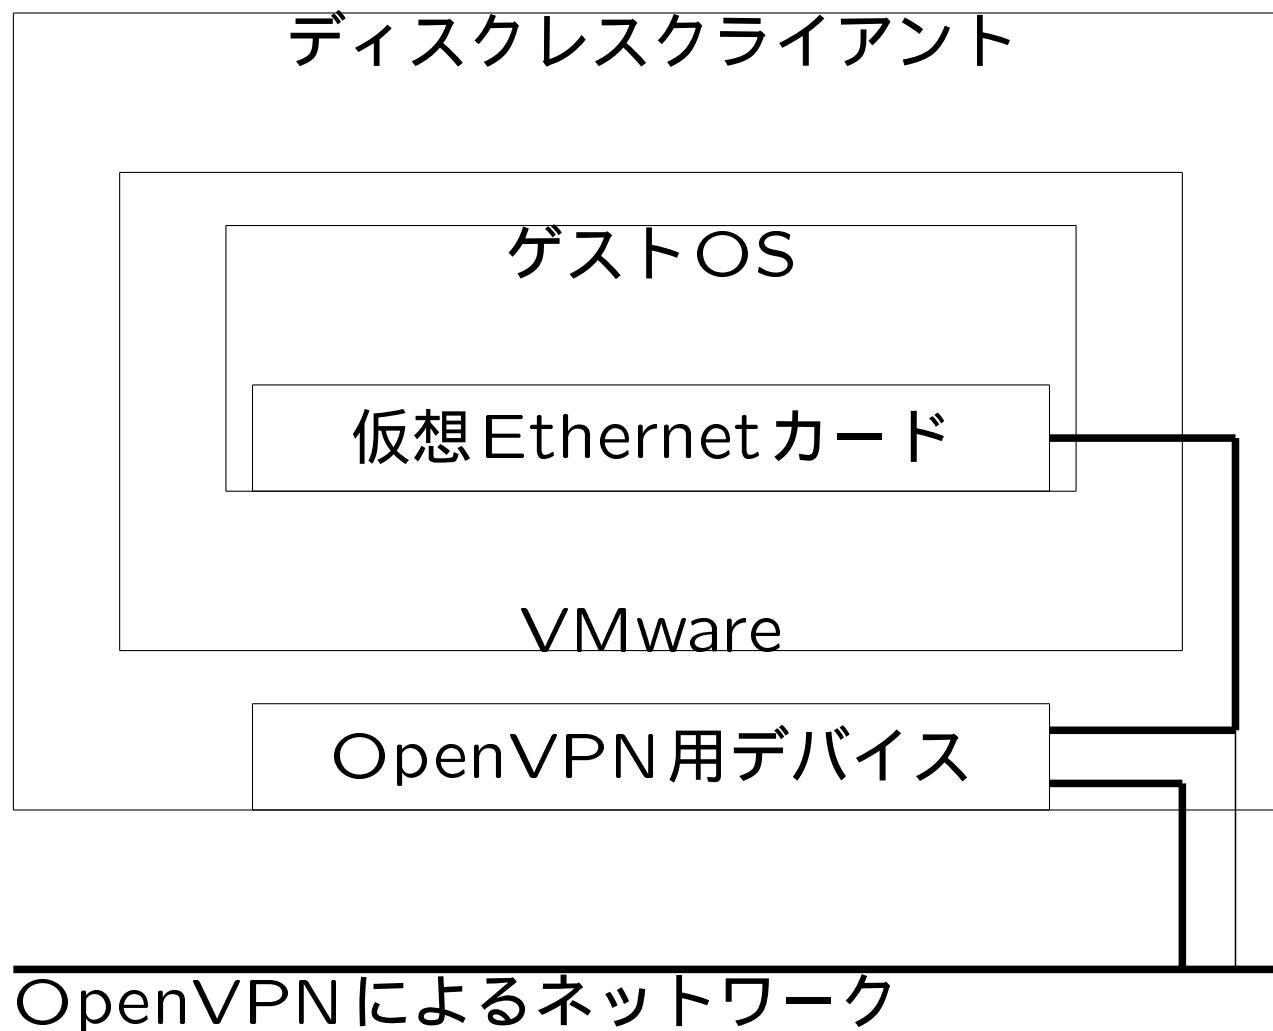 ディスクレスクライアント
ゲストOS
仮想Ethernetカード
VMware
OpenVPN用デバイス
OpenVPNによるネットワーク